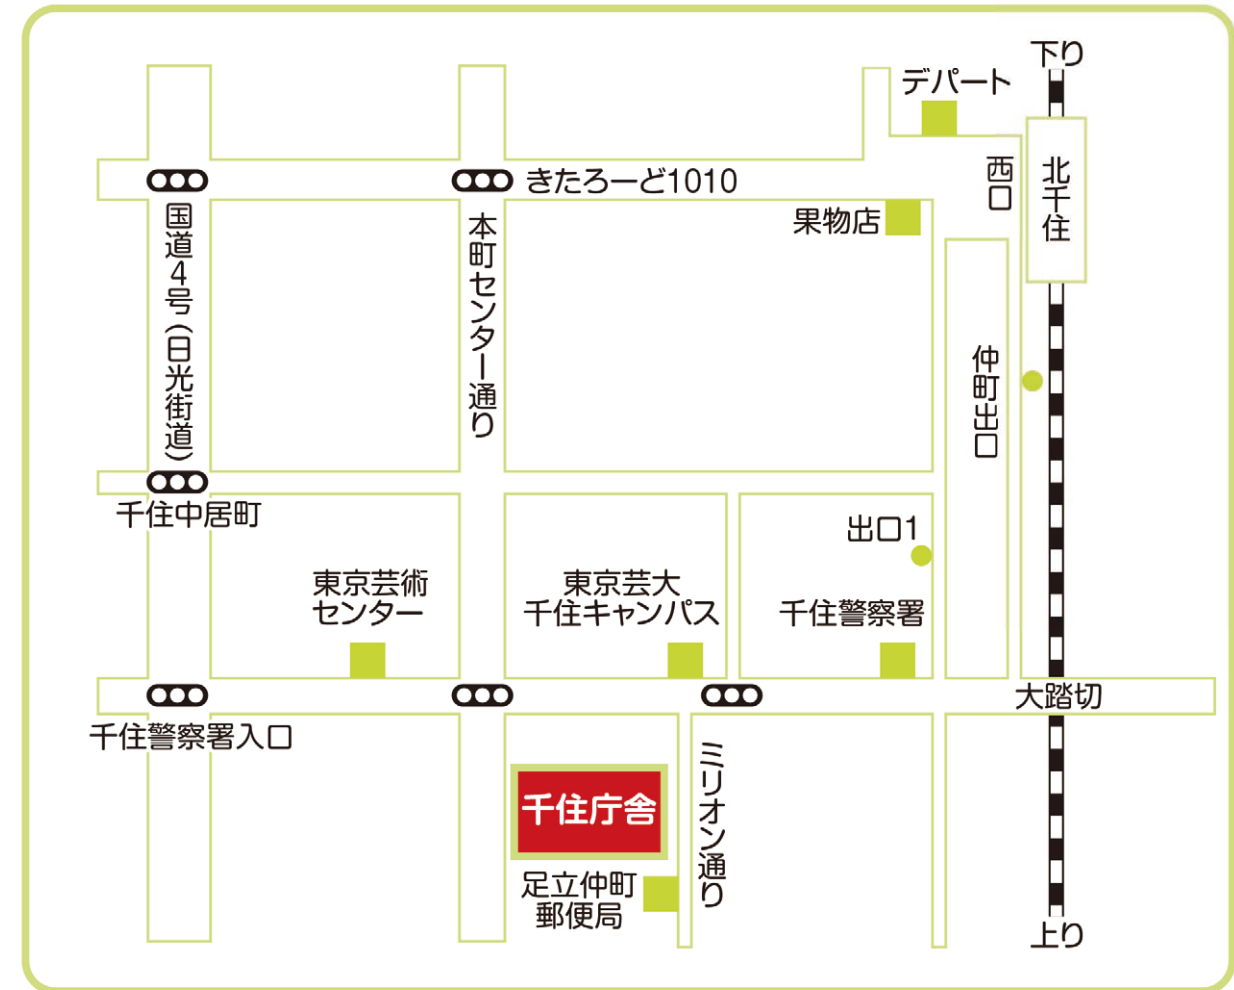 下り
デパート
西口
北千住
きたろーど1010
果物店
国道4号(日光街道)
本町センター通り
仲町出口
千住中居町
出口1
東京芸術
センター
東京芸大
千住キャンパス
千住警察署
大踏切
千住警察署入口
ミリオン通り
千住庁舎
足立仲町
郵便局
上り